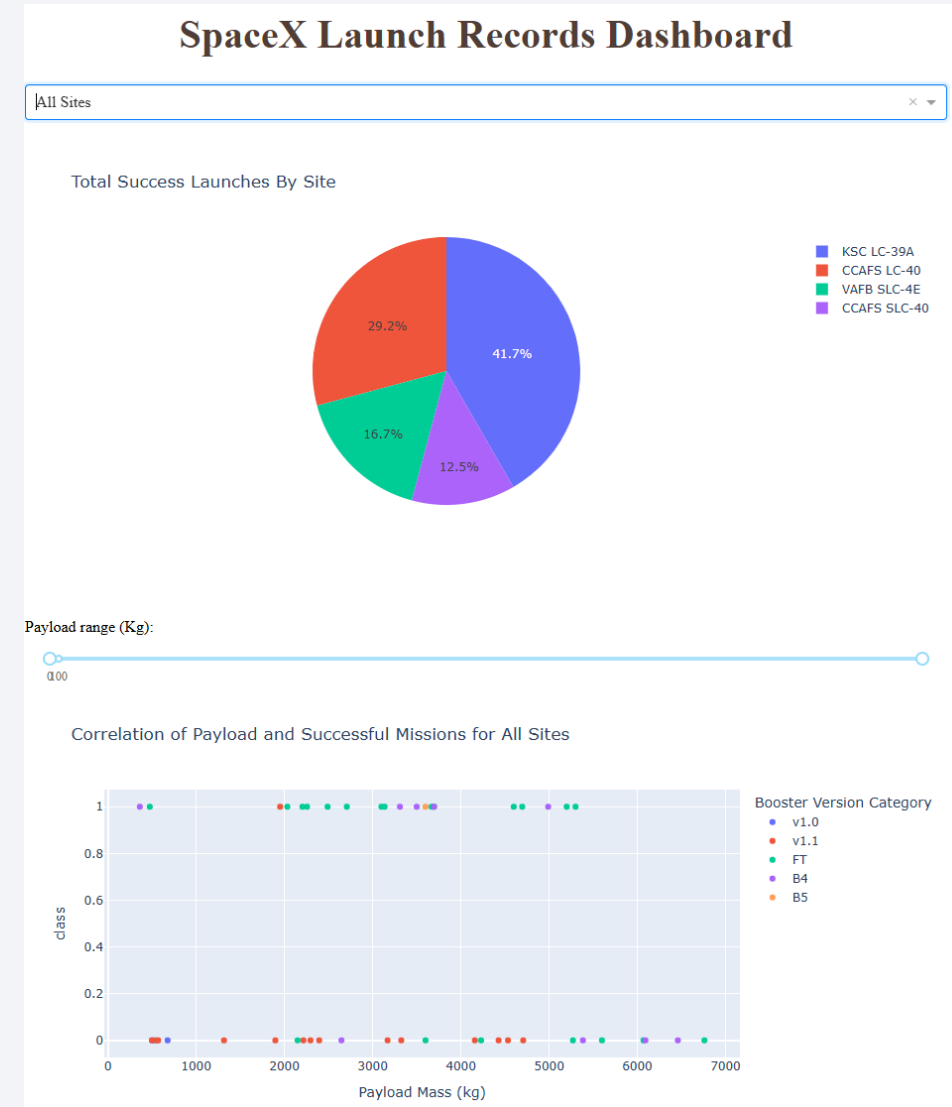 SpaceX Launch Records Dashboard
All Sites
Total Success Launches By Site
KSC LC-39A
CCAFS LC-40
VAFB SLC-4E
CCAFS SLC-40
29.2%
41.7%
16.7%
12.5%
Payload range (Kg):
0
100
Correlation of Payload and Successful Missions for All Sites
Booster Version Category
v1.0
v1.1
FT
B4
B5
class
1
0.8
0.6
0.4
0.2
0
0 1000 2000 3000 4000 5000 6000 7000
Payload Mass (kg)